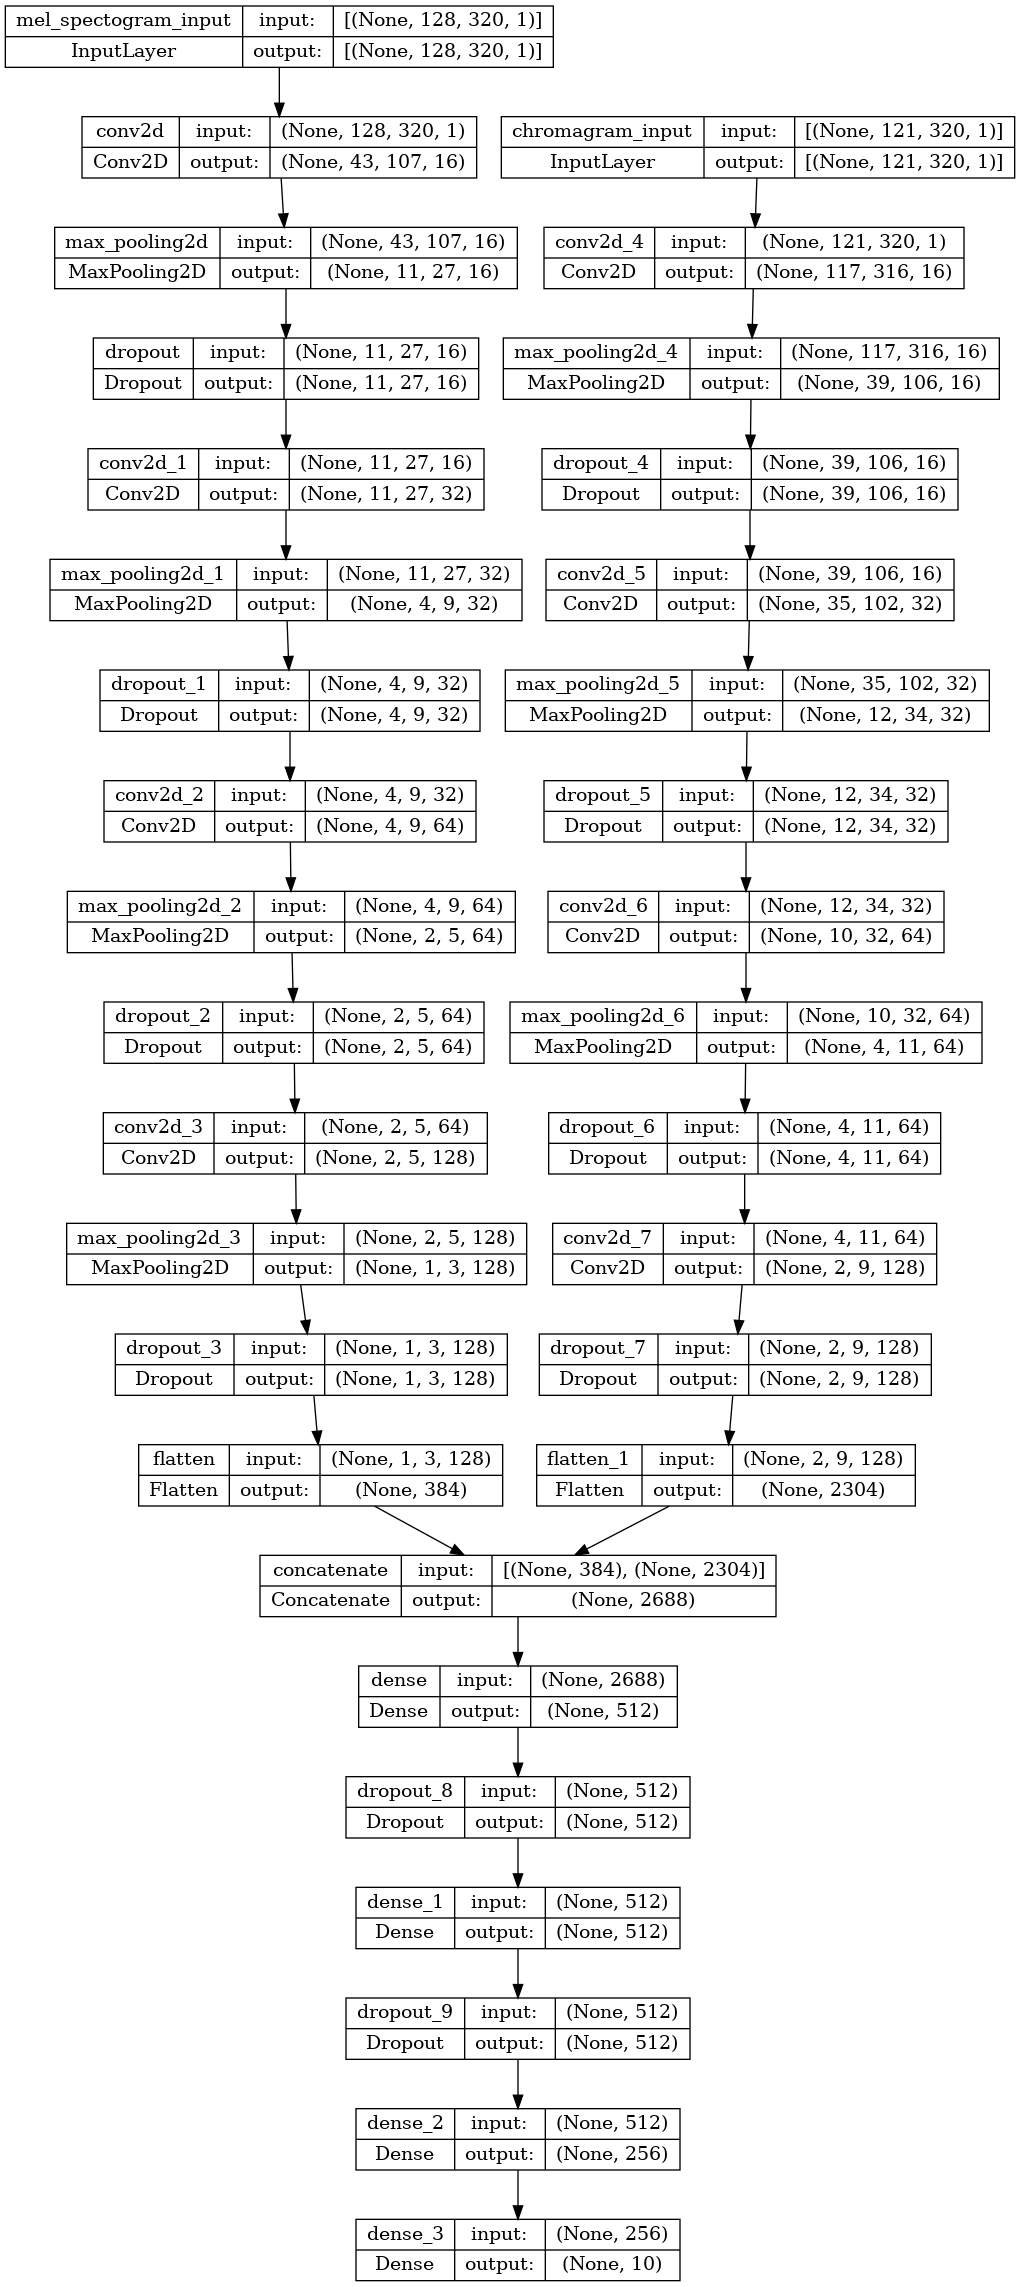 mel_spectogram_input input: [(None, 128, 320, 1)]
InputLayer output: [(None, 128, 320, 1)]
conv2d input: (None, 128, 320, 1)
Conv2D output: (None, 43, 107, 16)
chromagram_input input: [(None, 121, 320, 1)]
InputLayer output: [(None, 121, 320, 1)]
max_pooling2d input: (None, 43, 107, 16)
MaxPooling2D output: (None, 11, 27, 16)
conv2d_4 input: (None, 121, 320, 1)
Conv2D output: (None, 117, 316, 16)
dropout input: (None, 11, 27, 16)
Dropout output: (None, 11, 27, 16)
max_pooling2d_4 input: (None, 117, 316, 16)
MaxPooling2D output: (None, 39, 106, 16)
conv2d_1 input: (None, 11, 27, 16)
Conv2D output: (None, 11, 27, 32)
dropout_4 input: (None, 39, 106, 16)
Dropout output: (None, 39, 106, 16)
max_pooling2d_1 input: (None, 11, 27, 32)
MaxPooling2D output: (None, 4, 9, 32)
conv2d_5 input: (None, 39, 106, 16)
Conv2D output: (None, 35, 102, 32)
dropout_1 input: (None, 4, 9, 32)
Dropout output: (None, 4, 9, 32)
max_pooling2d_5 input: (None, 35, 102, 32)
MaxPooling2D output: (None, 12, 34, 32)
conv2d_2 input: (None, 4, 9, 32)
Conv2D output: (None, 4, 9, 64)
dropout_5 input: (None, 12, 34, 32)
Dropout output: (None, 12, 34, 32)
max_pooling2d_2 input: (None, 4, 9, 64)
MaxPooling2D output: (None, 2, 5, 64)
conv2d_6 input: (None, 12, 34, 32)
Conv2D output: (None, 10, 32, 64)
dropout_2 input: (None, 2, 5, 64)
Dropout output: (None, 2, 5, 64)
max_pooling2d_6 input: (None, 10, 32, 64)
MaxPooling2D output: (None, 4, 11, 64)
conv2d_3 input: (None, 2, 5, 64)
Conv2D output: (None, 2, 5, 128)
dropout_6 input: (None, 4, 11, 64)
Dropout output: (None, 4, 11, 64)
max_pooling2d_3 input: (None, 2, 5, 128)
MaxPooling2D output: (None, 1, 3, 128)
conv2d_7 input: (None, 4, 11, 64)
Conv2D output: (None, 2, 9, 128)
dropout_3 input: (None, 1, 3, 128)
Dropout output: (None, 1, 3, 128)
dropout_7 input: (None, 2, 9, 128)
Dropout output: (None, 2, 9, 128)
flatten input: (None, 1, 3, 128)
Flatten output: (None, 384)
flatten_1 input: (None, 2, 9, 128)
Flatten output: (None, 2304)
concatenate input: [(None, 384), (None, 2304)]
Concatenate output: (None, 2688)
dense input: (None, 2688)
Dense output: (None, 512)
dropout_8 input: (None, 512)
Dropout output: (None, 512)
dense_1 input: (None, 512)
Dense output: (None, 512)
dropout_9 input: (None, 512)
Dropout output: (None, 512)
dense_2 input: (None, 512)
Dense output: (None, 256)
dense_3 input: (None, 256)
Dense output: (None, 10)